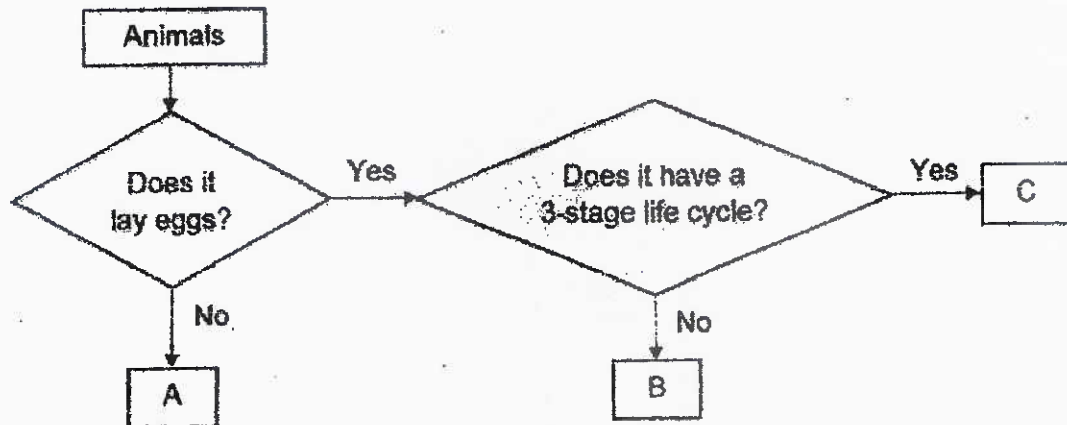 Animals
Does it
lay eggs?
Yes
Does it have a
3-stage life cycle?
Yes
C
No
No
A
B